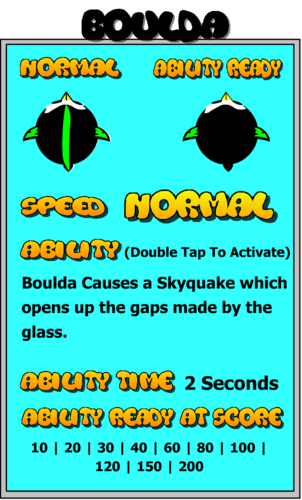 BOULDA
NORMAL ABILITY READY
SPEED NORMAL
ABILITY (Double Tap To Activate)
Boulda Causes a Skyquake which
opens up the gaps made by the
glass.
ABILITY TIME 2 Seconds
ABILITY READY AT SCORE
10 | 20 | 30 | 40 | 60 | 80 | 100 |
120 | 150 | 200